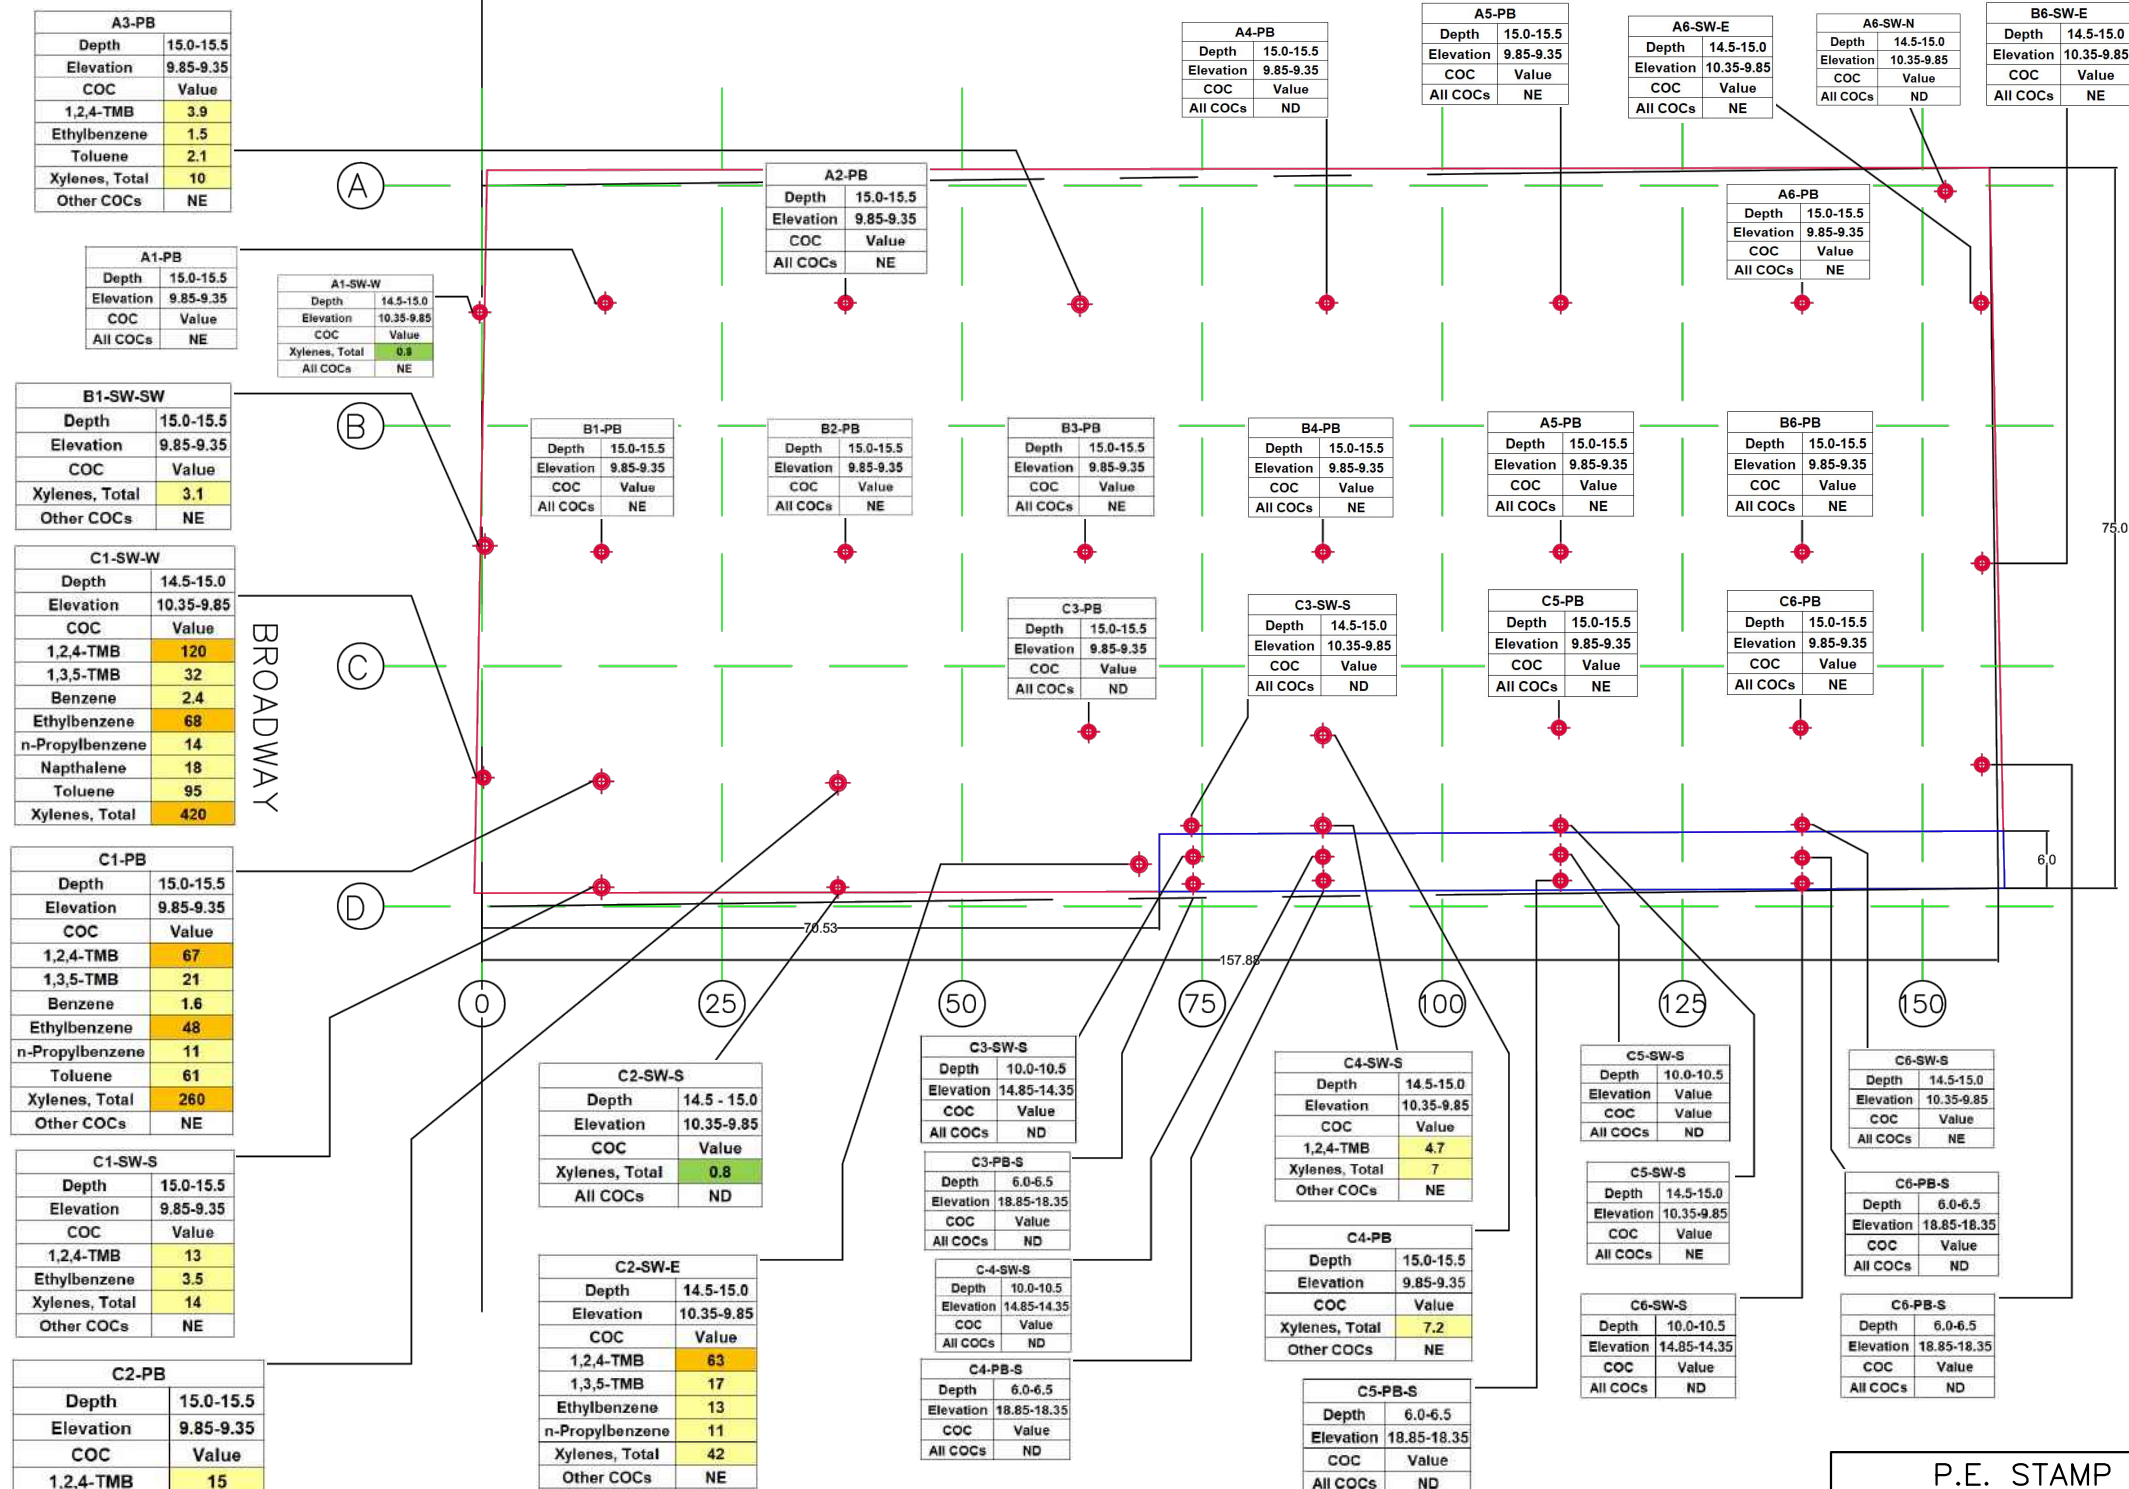 A3-PB
Depth 15.0-15.5
Elevation 9.85-9.35
COC Value
1,2,4-TMB 3.9
Ethylbenzene 1.5
Toluene 2.1
Xylenes, Total 10
Other COCs NE
A4-PB
Depth 15.0-15.5
Elevation 9.85-9.35
COC Value
All COCs ND
A5-PB
Depth 15.0-15.5
Elevation 9.85-9.35
COC Value
All COCs NE
A6-SW-E
Depth 14.5-15.0
Elevation 10.35-9.85
COC Value
All COCs NE
A6-SW-N
Depth 14.5-15.0
Elevation 10.35-9.85
COC Value
All COCs ND
B6-SW-E
Depth 14.5-15.0
Elevation 10.35-9.85
COC Value
All COCs NE
A
A2-PB
Depth 15.0-15.5
Elevation 9.85-9.35
COC Value
All COCs NE
A6-PB
Depth 15.0-15.5
Elevation 9.85-9.35
COC Value
All COCs NE
A1-PB
Depth 15.0-15.5
Elevation 9.85-9.35
COC Value
All COCs NE
A1-SW-W
Depth 14.5-15.0
Elevation 10.35-9.85
COC Value
Xylenes, Total 0.8
All COCs NE
B1-SW-SW
Depth 15.0-15.5
Elevation 9.85-9.35
COC Value
Xylenes, Total 3.1
Other COCs NE
B
B1-PB
Depth 15.0-15.5
Elevation 9.85-9.35
COC Value
All COCs NE
B2-PB
Depth 15.0-15.5
Elevation 9.85-9.35
COC Value
All COCs NE
B3-PB
Depth 15.0-15.5
Elevation 9.85-9.35
COC Value
All COCs NE
B4-PB
Depth 15.0-15.5
Elevation 9.85-9.35
COC Value
All COCs NE
A5-PB
Depth 15.0-15.5
Elevation 9.85-9.35
COC Value
All COCs NE
B6-PB
Depth 15.0-15.5
Elevation 9.85-9.35
COC Value
All COCs NE
75.0
C1-SW-W
Depth 14.5-15.0
Elevation 10.35-9.85
COC Value
1,2,4-TMB 120
1,3,5-TMB 32
Benzene 2.4
Ethylbenzene 68
n-Propylbenzene 14
Napthalene 18
Toluene 95
Xylenes, Total 420
BROADWAY
C
C3-PB
Depth 15.0-15.5
Elevation 9.85-9.35
COC Value
All COCs ND
C3-SW-S
Depth 14.5-15.0
Elevation 10.35-9.85
COC Value
All COCs ND
C5-PB
Depth 15.0-15.5
Elevation 9.85-9.35
COC Value
All COCs NE
C6-PB
Depth 15.0-15.5
Elevation 9.85-9.35
COC Value
All COCs NE
C1-PB
Depth 15.0-15.5
Elevation 9.85-9.35
COC Value
1,2,4-TMB 67
1,3,5-TMB 21
Benzene 1.6
Ethylbenzene 48
n-Propylbenzene 11
Toluene 61
Xylenes, Total 260
Other COCs NE
D
6.0
70.53
157.88
0 25 50 75 100 125 150
C1-SW-S
Depth 15.0-15.5
Elevation 9.85-9.35
COC Value
1,2,4-TMB 13
Ethylbenzene 3.5
Xylenes, Total 14
Other COCs NE
C2-PB
Depth 15.0-15.5
Elevation 9.85-9.35
COC Value
1,2,4-TMB 15
C2-SW-S
Depth 14.5 - 15.0
Elevation 10.35-9.85
COC Value
Xylenes, Total 0.8
All COCs ND
C2-SW-E
Depth 14.5-15.0
Elevation 10.35-9.85
COC Value
1,2,4-TMB 63
1,3,5-TMB 17
Ethylbenzene 13
n-Propylbenzene 11
Xylenes, Total 42
Other COCs NE
C3-SW-S
Depth 10.0-10.5
Elevation 14.85-14.35
COC Value
All COCs ND
C3-PB-S
Depth 6.0-6.5
Elevation 18.85-18.35
COC Value
All COCs ND
C-4-SW-S
Depth 10.0-10.5
Elevation 14.85-14.35
COC Value
All COCs ND
C4-PB-S
Depth 6.0-6.5
Elevation 18.85-18.35
COC Value
All COCs ND
C4-SW-S
Depth 14.5-15.0
Elevation 10.35-9.85
COC Value
1,2,4-TMB 4.7
Xylenes, Total 7
Other COCs NE
C4-PB
Depth 15.0-15.5
Elevation 9.85-9.35
COC Value
Xylenes, Total 7.2
Other COCs NE
C5-PB-S
Depth 6.0-6.5
Elevation 18.85-18.35
COC Value
All COCs ND
C5-SW-S
Depth 10.0-10.5
Elevation Value
COC Value
All COCs ND
C5-SW-S
Depth 14.5-15.0
Elevation 10.35-9.85
COC Value
All COCs NE
C6-SW-S
Depth 10.0-10.5
Elevation 14.85-14.35
COC Value
All COCs ND
C6-SW-S
Depth 14.5-15.0
Elevation 10.35-9.85
COC Value
All COCs NE
C6-PB-S
Depth 6.0-6.5
Elevation 18.85-18.35
COC Value
All COCs ND
C6-PB-S
Depth 6.0-6.5
Elevation 18.85-18.35
COC Value
All COCs ND
P.E. STAMP